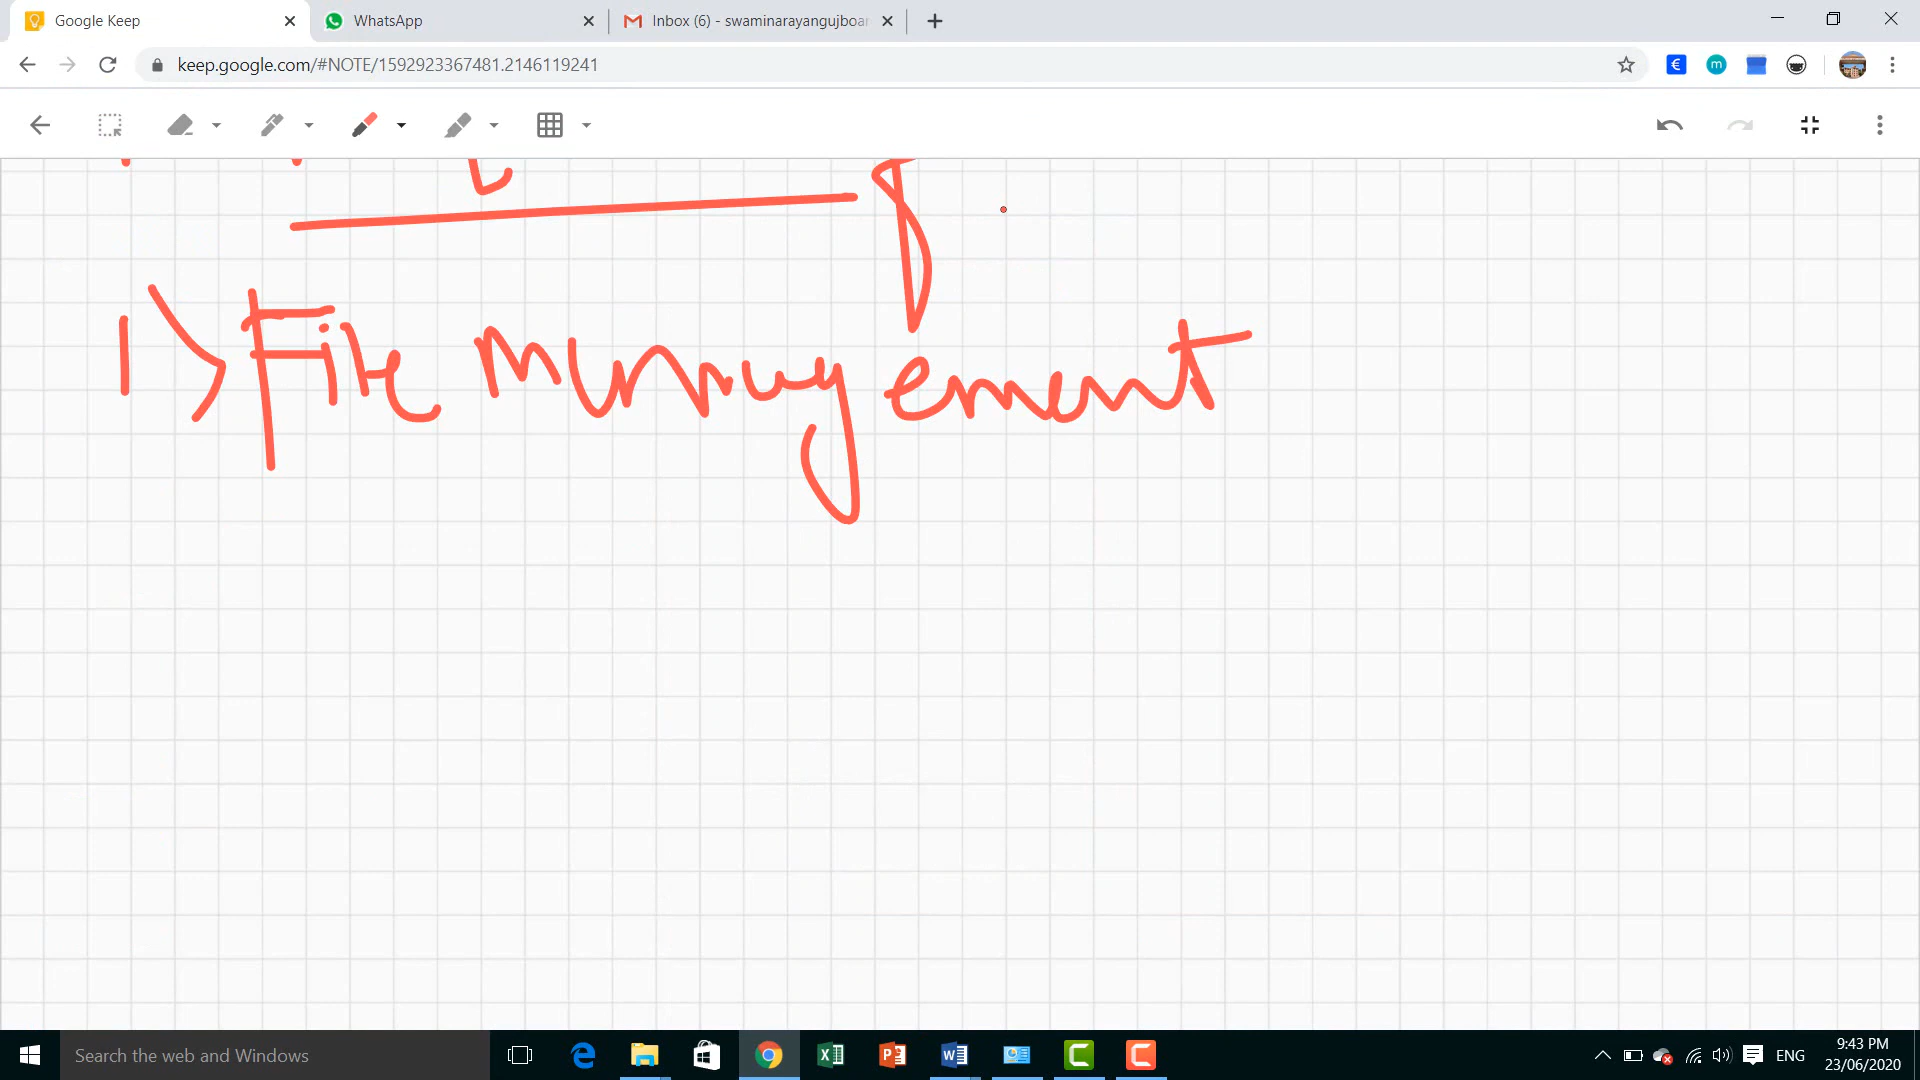 Google Keep
WhatsApp
Inbox (6) - swaminarayangujboar
keep.google.com/#NOTE/1592923367481.2146119241
1) File Management
Search the web and Windows
ENG
9:43 PM
23/06/2020